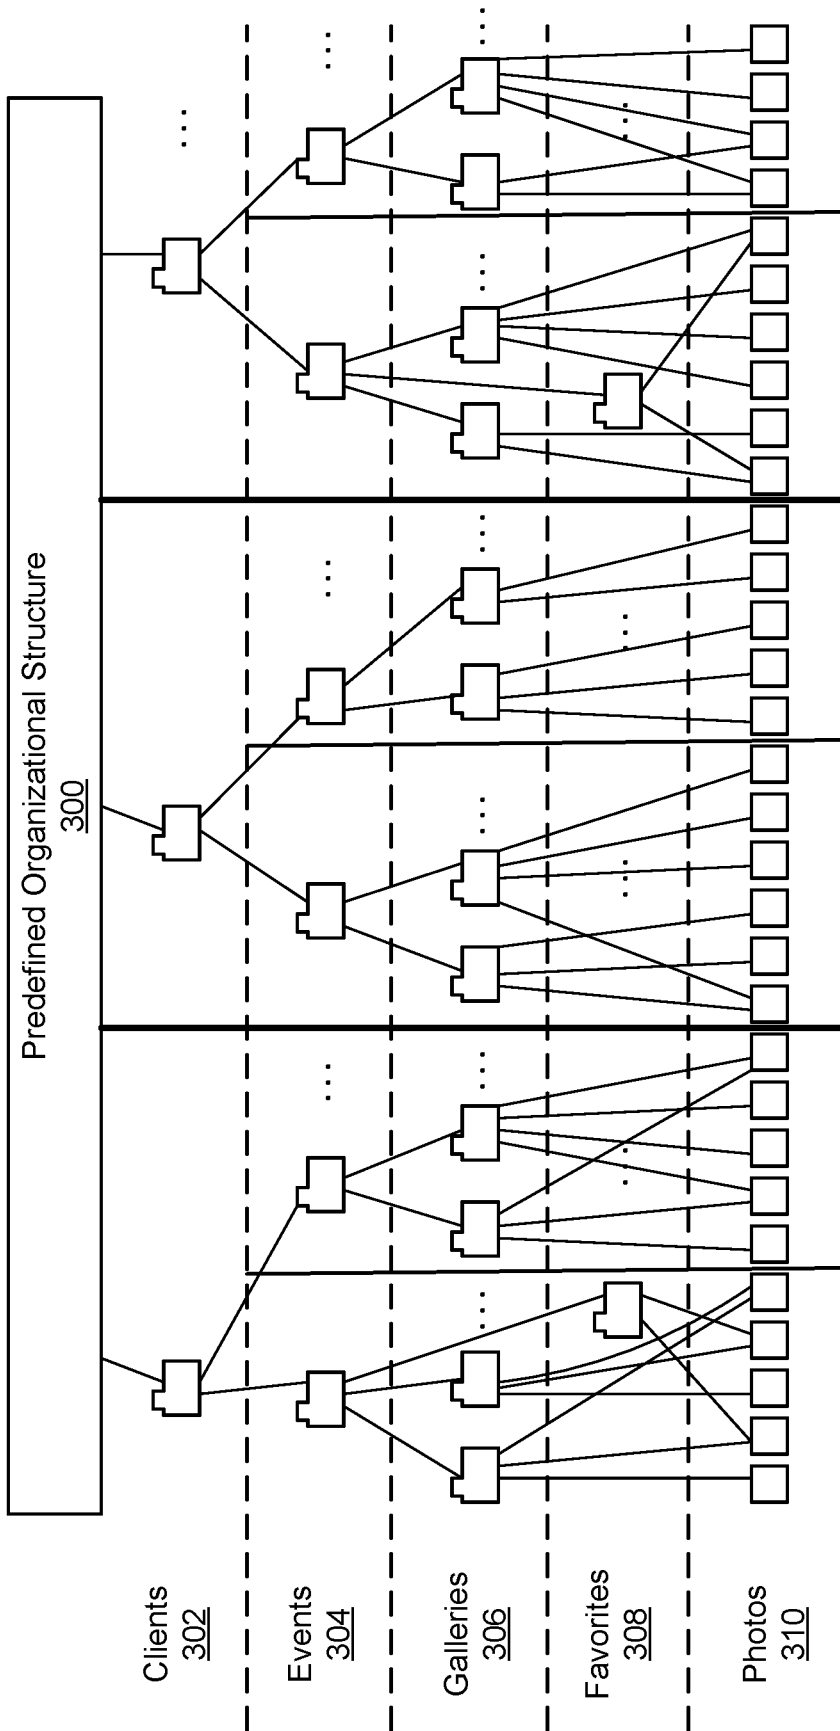 Predefined Organizational Structure
300
Clients
302
Events
304
Galleries
306
Favorites
308
Photos
310